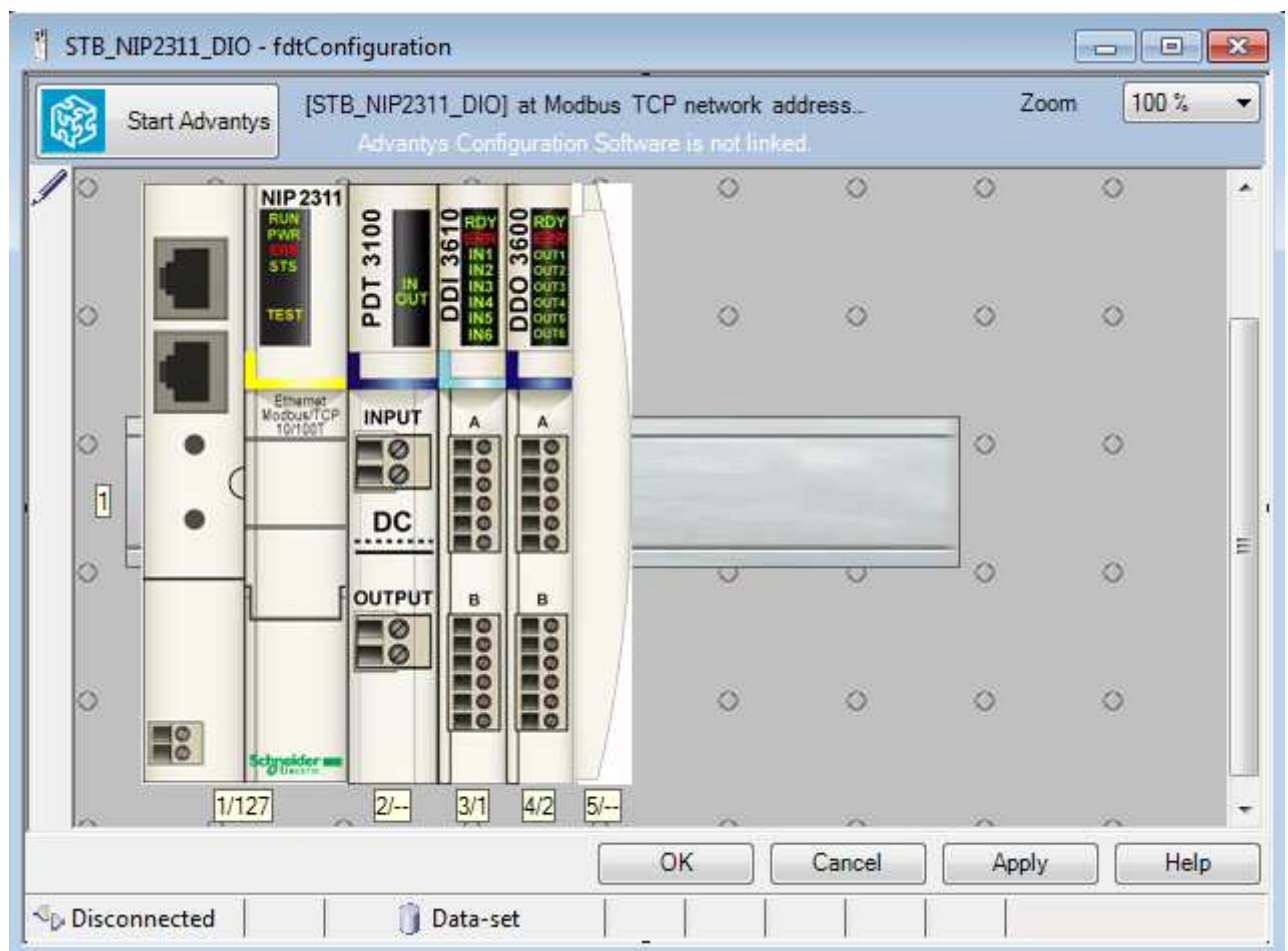 STB_NIP2311_DIO - fdtConfiguration
Start Advantys
[STB_NIP2311_DIO] at Modbus TCP network address...
Zoom
100 %
Advantys Configuration Software is not linked.
NIP 2311
RUN
PWR
ERR
STS
TEST
PDT 3100
IN
OUT
DDI 3610
RDY
ERR
IN1
IN2
IN3
IN4
IN5
IN6
DDO 3600
RDY
ERR
OUT1
OUT2
OUT3
OUT4
OUT5
OUT6
Ethernet
Modbus/TCP
10/100T
INPUT
A
A
1
DC
OUTPUT
B
B
Schneider
Electric
1/127
2/--
3/1
4/2
5/--
OK
Cancel
Apply
Help
Disconnected
Data-set